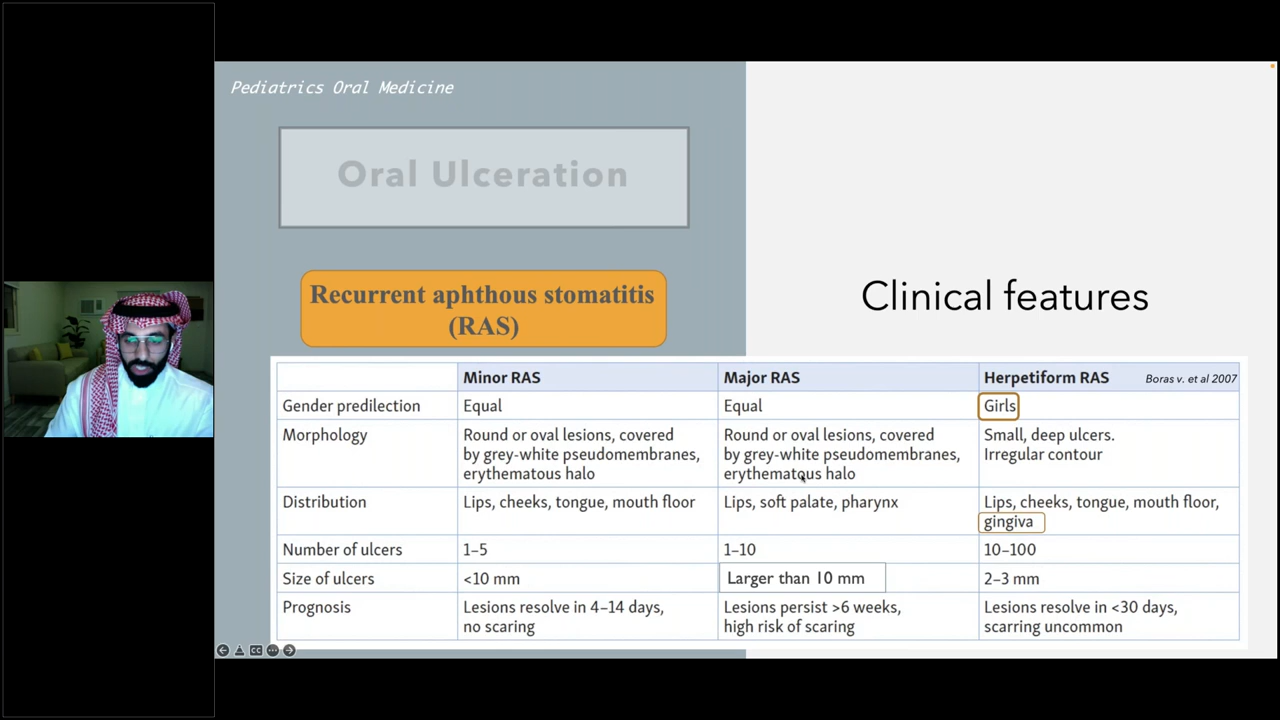 Pediatrics Oral Medicine
Oral Ulceration
Recurrent aphthous stomatitis
(RAS)
Clinical features
Minor RAS Major RAS Herpetiform RAS Boras v. et al 2007
Gender predilection Equal Equal Girls
Morphology Round or oval lesions, covered Round or oval lesions, covered Small, deep ulcers.
by grey-white pseudomembranes, by grey-white pseudomembranes, Irregular contour
erythematous halo erythematous halo
Distribution Lips, cheeks, tongue, mouth floor Lips, soft palate, pharynx Lips, cheeks, tongue, mouth floor,
gingiva
Number of ulcers 1–5 1–10 10–100
Size of ulcers <10 mm Larger than 10 mm 2–3 mm
Prognosis Lesions resolve in 4–14 days, Lesions persist >6 weeks, Lesions resolve in <30 days,
no scaring high risk of scaring scarring uncommon
CC